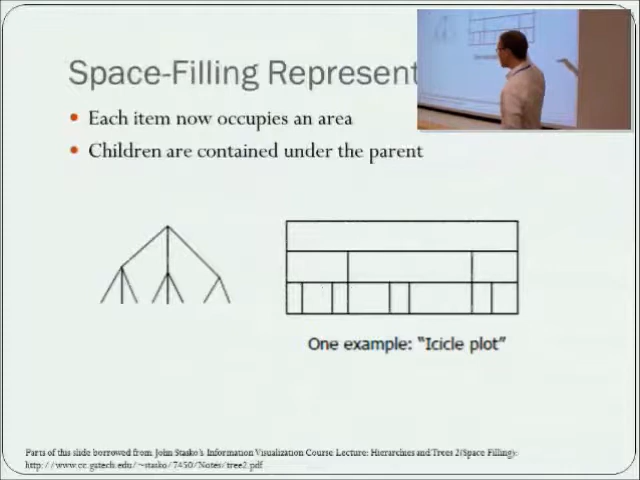 Space-Filling Represent
• Each item now occupies an area
• Children are contained under the parent
One example: "Icicle plot"
Parts of this slide borrowed from John Stasko's Information Visualization Course Lecture: Hierarchies and Trees 2(Space Filling):
http://www.cc.gatech.edu/~stasko/7450/Notes/tree2.pdf